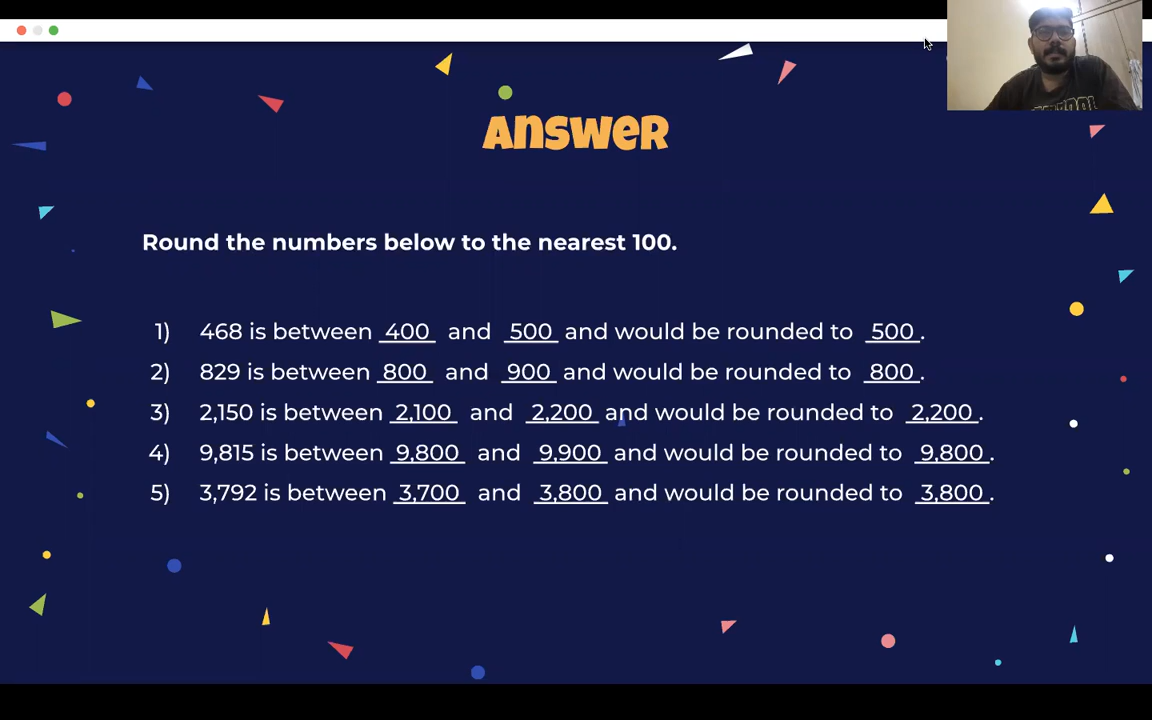 ANSWER
Round the numbers below to the nearest 100.
1) 468 is between 400 and 500 and would be rounded to 500.
2) 829 is between 800 and 900 and would be rounded to 800.
3) 2,150 is between 2,100 and 2,200 and would be rounded to 2,200.
4) 9,815 is between 9,800 and 9,900 and would be rounded to 9,800.
5) 3,792 is between 3,700 and 3,800 and would be rounded to 3,800.